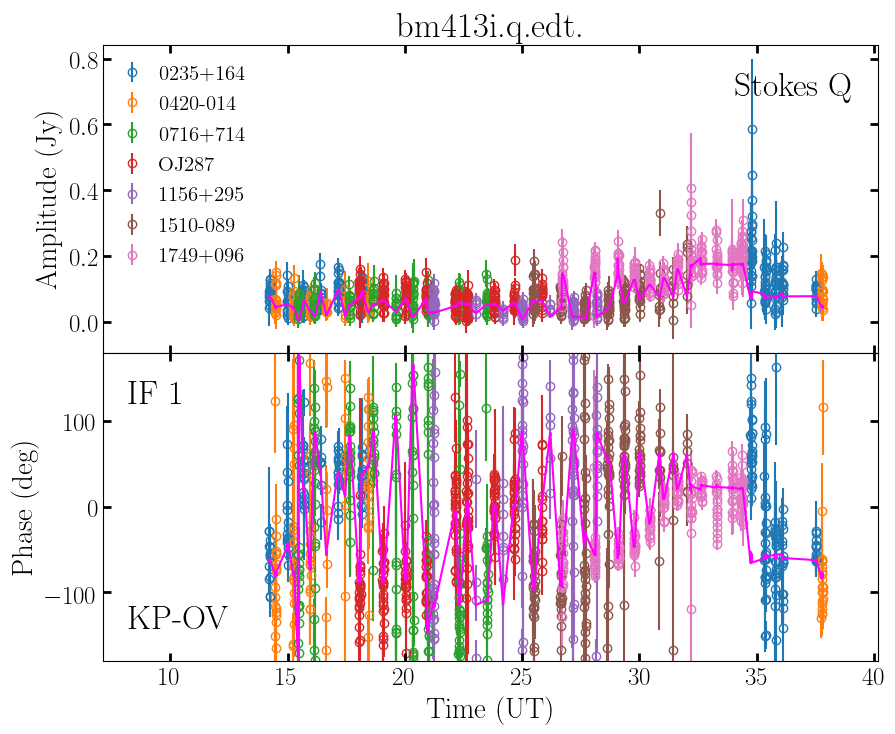 bm413i.q.edt.
0.8
0.6
0.4
0.2
0.0
Amplitude (Jy)
0235+164
0420-014
0716+714
OJ287
1156+295
1510-089
1749+096
Stokes Q
IF 1
KP-OV
100
0
−100
Phase (deg)
10 15 20 25 30 35 40
Time (UT)